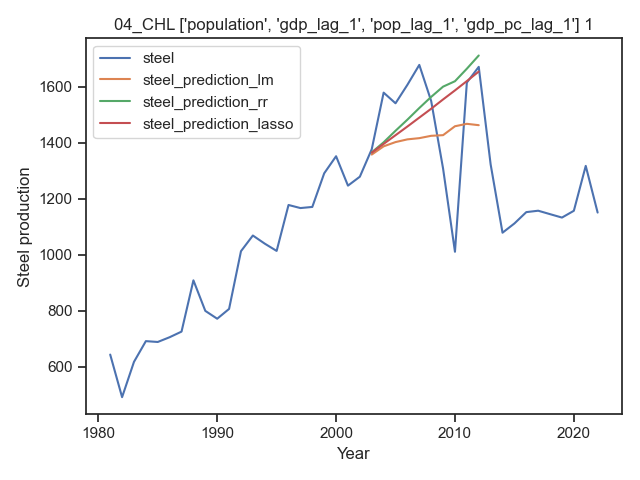 04_CHL ['population', 'gdp_lag_1', 'pop_lag_1', 'gdp_pc_lag_1'] 1
steel
steel_prediction_lm
steel_prediction_rr
steel_prediction_lasso
Steel production
1600
1400
1200
1000
800
600
1980
1990
2000
2010
2020
Year